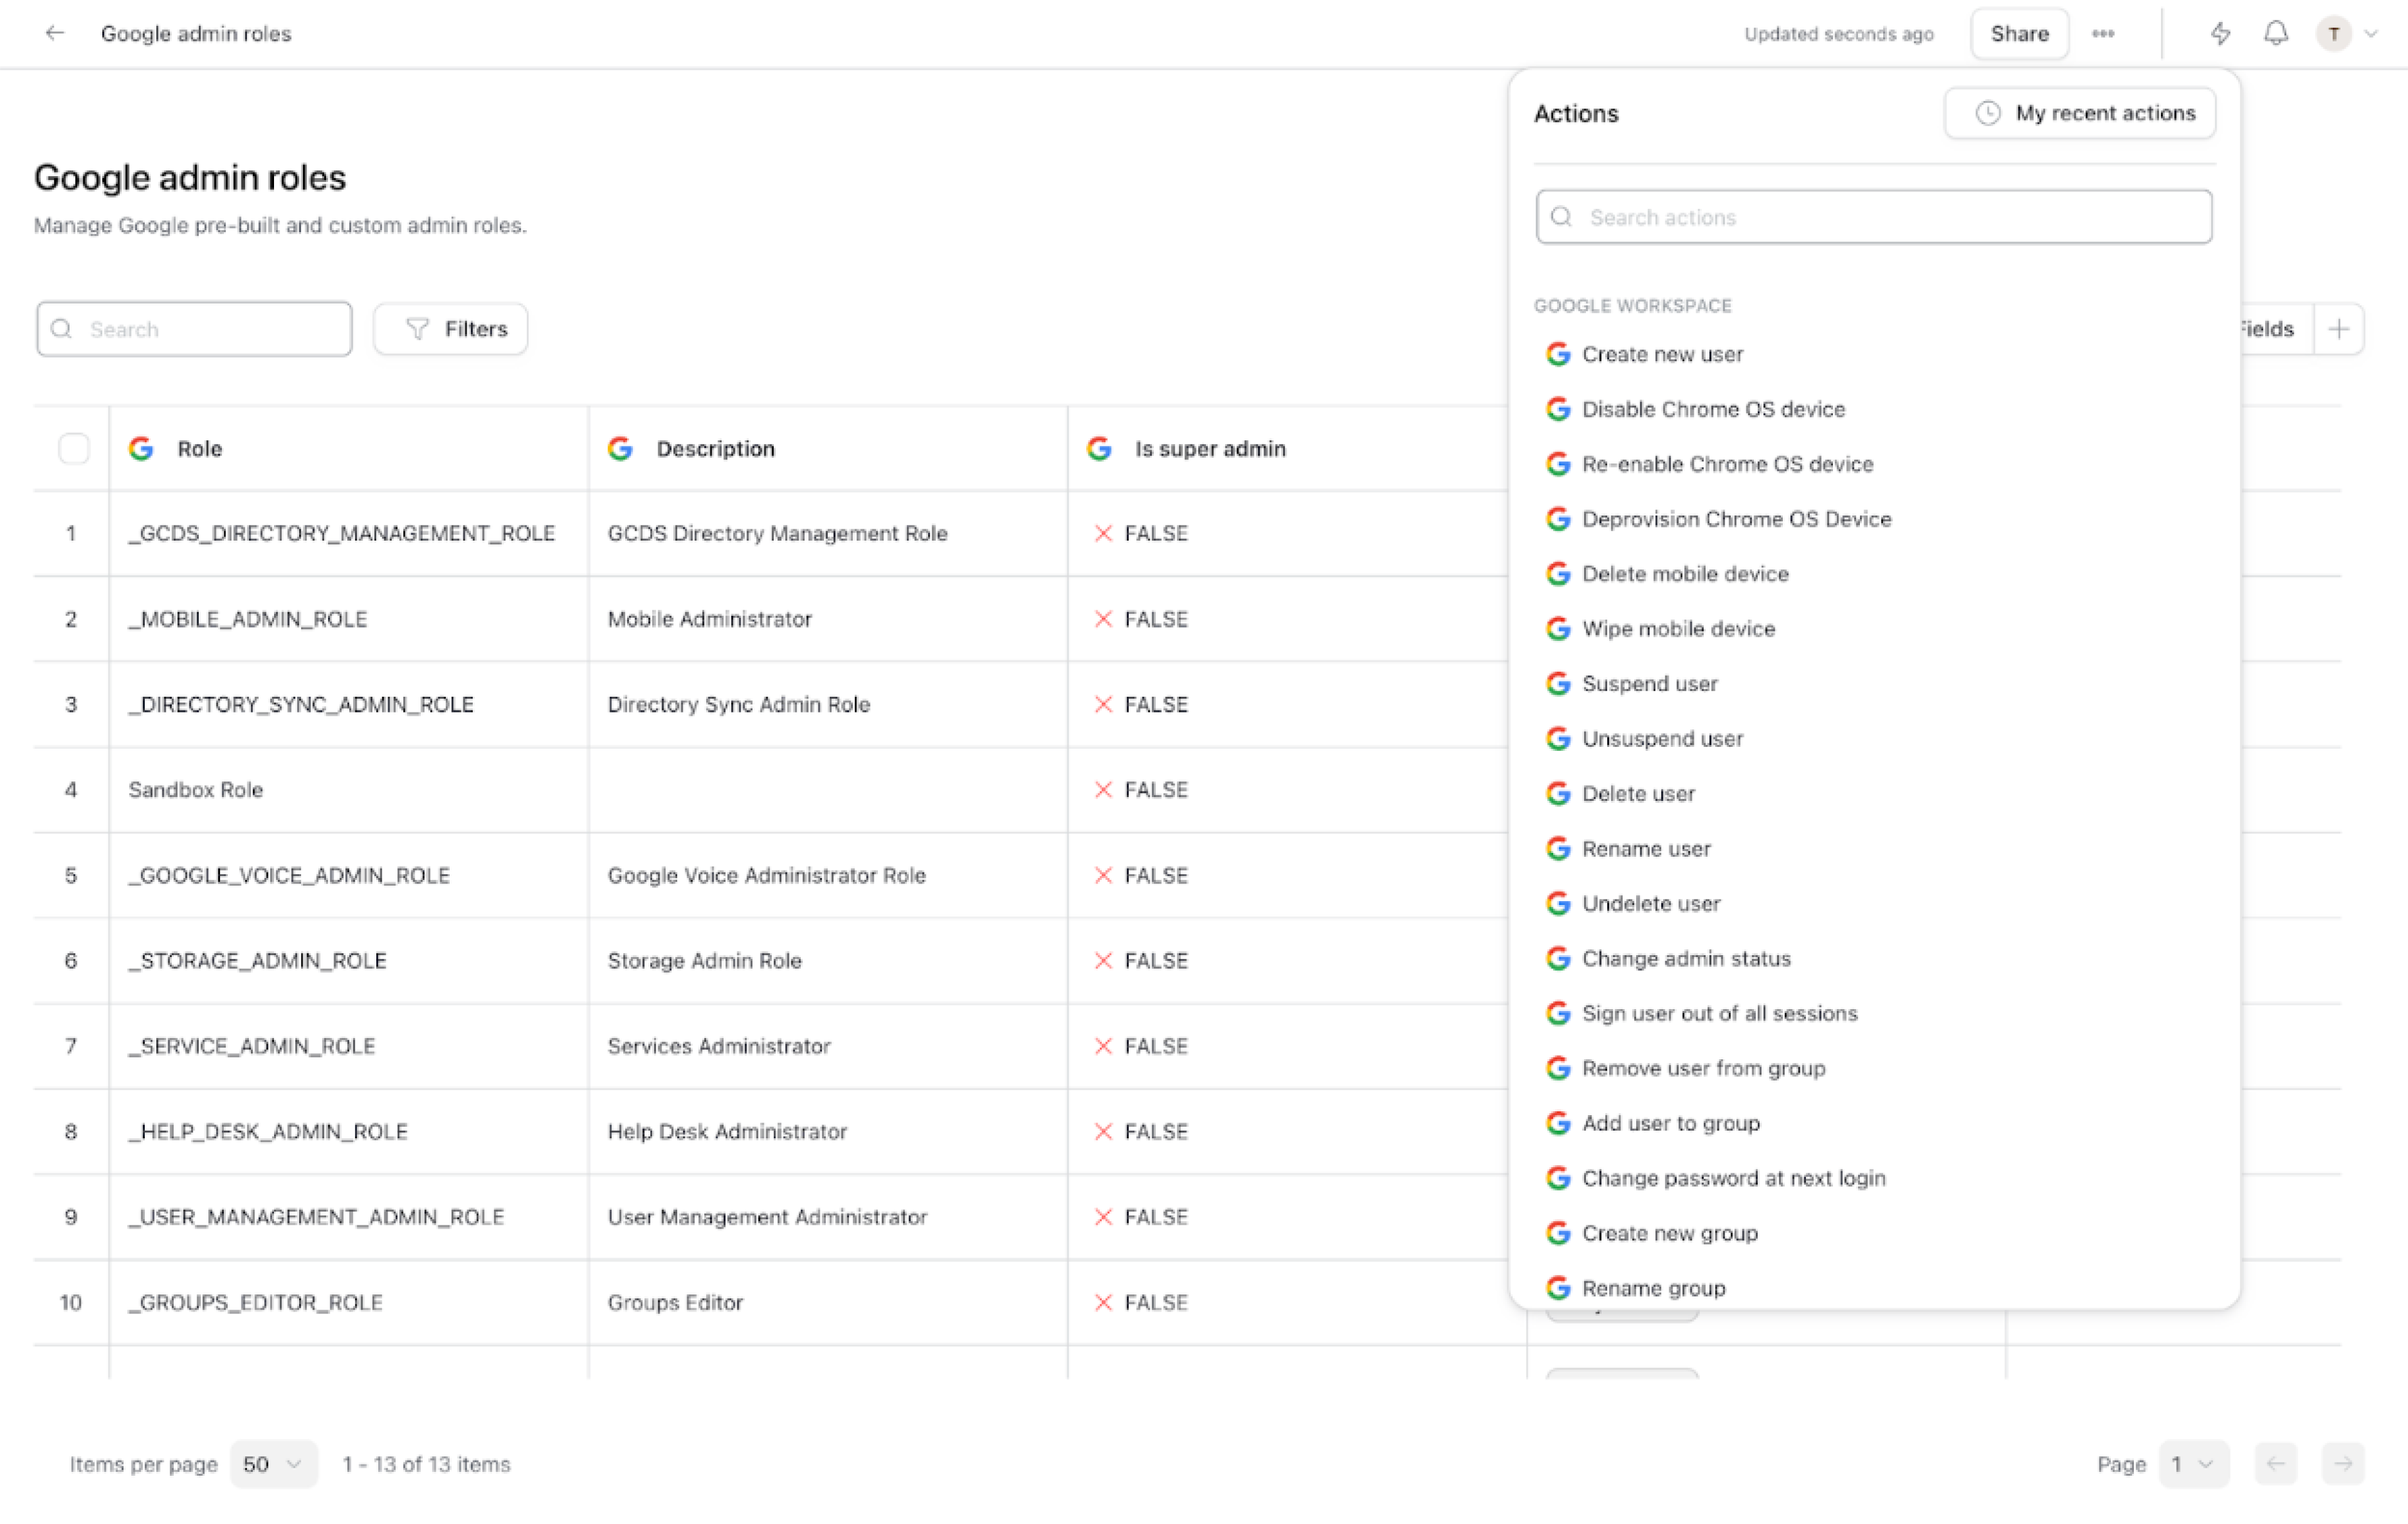 Google admin roles
Updated seconds ago
Share
T
Actions
My recent actions
Google admin roles
Manage Google pre-built and custom admin roles.
Search actions
Search
Filters
Fields
GOOGLE WORKSPACE
Create new user
Disable Chrome OS device
Re-enable Chrome OS device
Deprovision Chrome OS Device
Delete mobile device
Wipe mobile device
Suspend user
Unsuspend user
Delete user
Rename user
Undelete user
Change admin status
Sign user out of all sessions
Remove user from group
Add user to group
Change password at next login
Create new group
Rename group
Role Description Is super admin
1 _GCDS_DIRECTORY_MANAGEMENT_ROLE GCDS Directory Management Role FALSE
2 _MOBILE_ADMIN_ROLE Mobile Administrator FALSE
3 _DIRECTORY_SYNC_ADMIN_ROLE Directory Sync Admin Role FALSE
4 Sandbox Role FALSE
5 _GOOGLE_VOICE_ADMIN_ROLE Google Voice Administrator Role FALSE
6 _STORAGE_ADMIN_ROLE Storage Admin Role FALSE
7 _SERVICE_ADMIN_ROLE Services Administrator FALSE
8 _HELP_DESK_ADMIN_ROLE Help Desk Administrator FALSE
9 _USER_MANAGEMENT_ADMIN_ROLE User Management Administrator FALSE
10 _GROUPS_EDITOR_ROLE Groups Editor FALSE
Items per page 50 1 - 13 of 13 items
Page 1